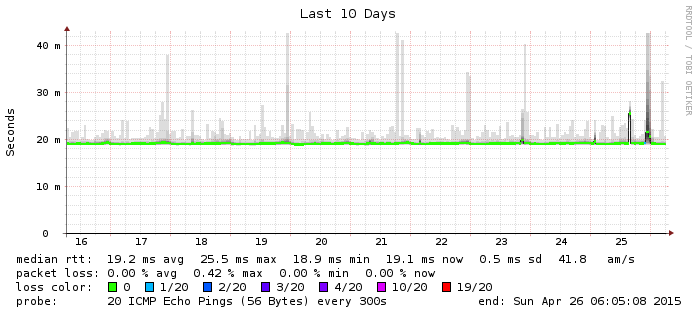 Last 10 Days
RRDTOOL / TOBI OETIKER
Seconds
40 m
30 m
20 m
10 m
0
16 17 18 19 20 21 22 23 24 25
median rtt: 19.2 ms avg 25.5 ms max 18.9 ms min 19.1 ms now 0.5 ms sd 41.8 am/s
packet loss: 0.00 % avg 0.42 % max 0.00 % min 0.00 % now
loss color: 0 1/20 2/20 3/20 4/20 10/20 19/20
probe: 20 ICMP Echo Pings (56 Bytes) every 300s end: Sun Apr 26 06:05:08 2015